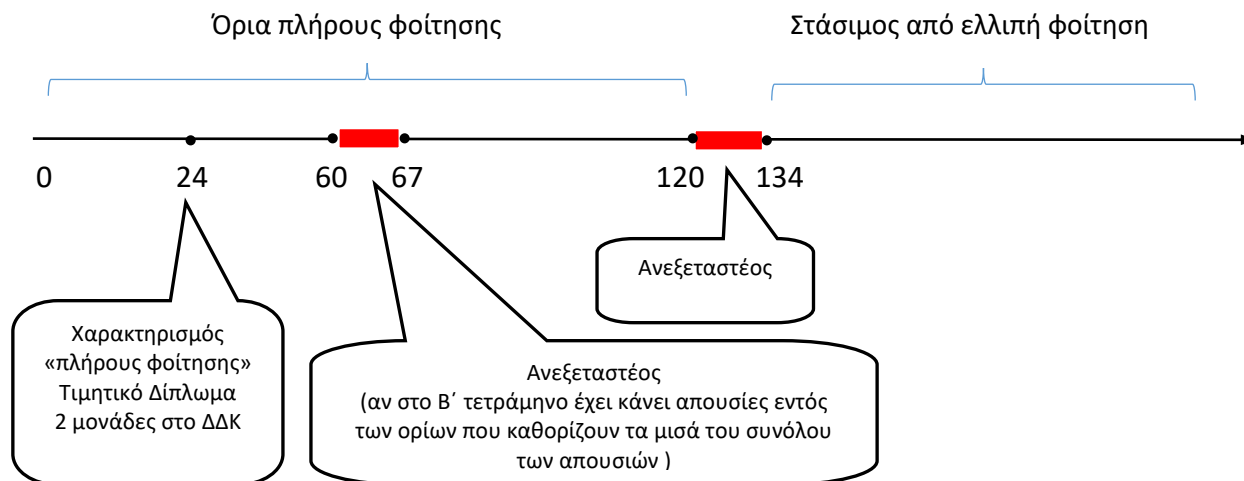 Όρια πλήρους φοίτησης
Στάσιμος από ελλιπή φοίτηση
0 24 60 67 120 134
Ανεξεταστέος
Χαρακτηρισμός
«πλήρους φοίτησης»
Τιμητικό Δίπλωμα
2 μονάδες στο ΔΔΚ
Ανεξεταστέος
(αν στο Β΄ τετράμηνο έχει κάνει απουσίες εντός
των ορίων που καθορίζουν τα μισά του συνόλου
των απουσιών )